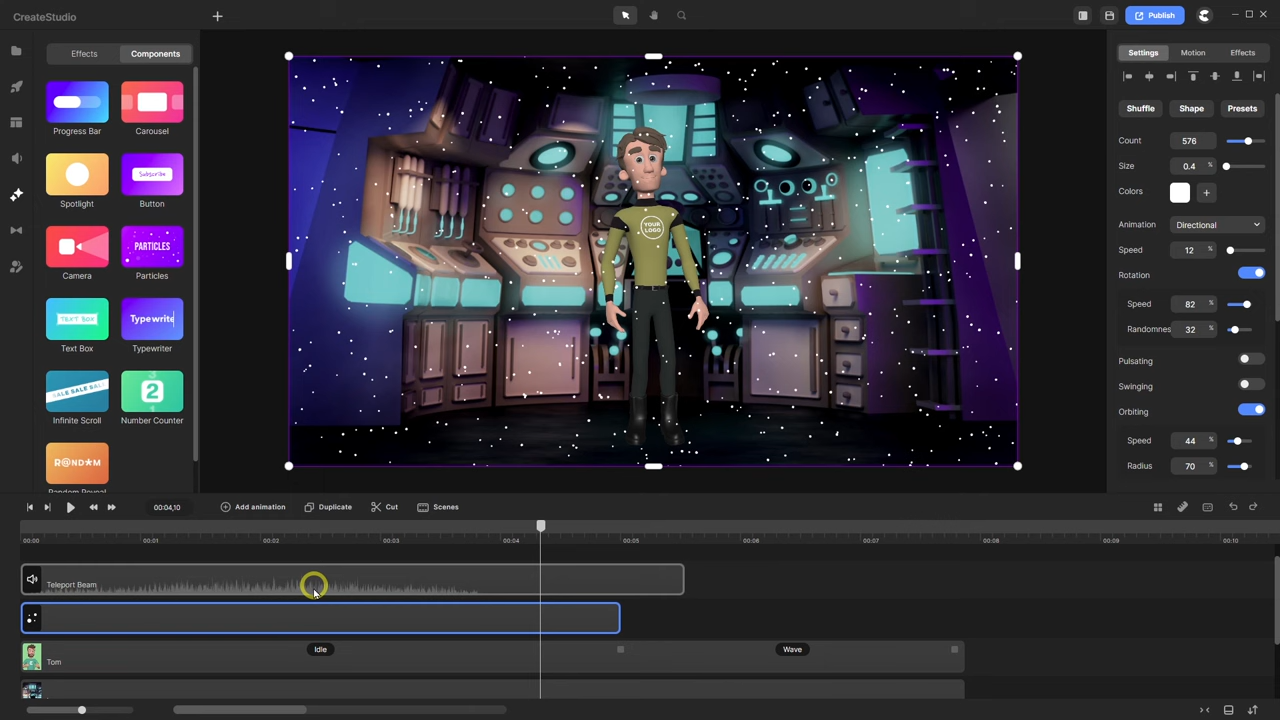 CreateStudio
Publish
Effects
Components
Settings
Motion
Effects
Progress Bar
Carousel
Spotlight
Subscribe
Button
Camera
PARTICLES
Particles
TEXT BOX
Text Box
Typewrite
Typewriter
SALE SALE SAL
Infinite Scroll
2
Number Counter
R@ND★M
Random Reveal
YOUR
LOGO
Shuffle
Shape
Presets
Count
576
Size
0.4 %
Colors
+
Animation
Directional
Speed
12 %
Rotation
Speed
82 %
Randomnes
32 %
Pulsating
Swinging
Orbiting
Speed
44 %
Radius
70 %
00:04,10
Add animation
Duplicate
Cut
Scenes
00:00
00:01
00:02
00:03
00:04
00:05
00:06
00:07
00:08
00:09
00:10
Teleport Beam
Idle
Wave
Tom